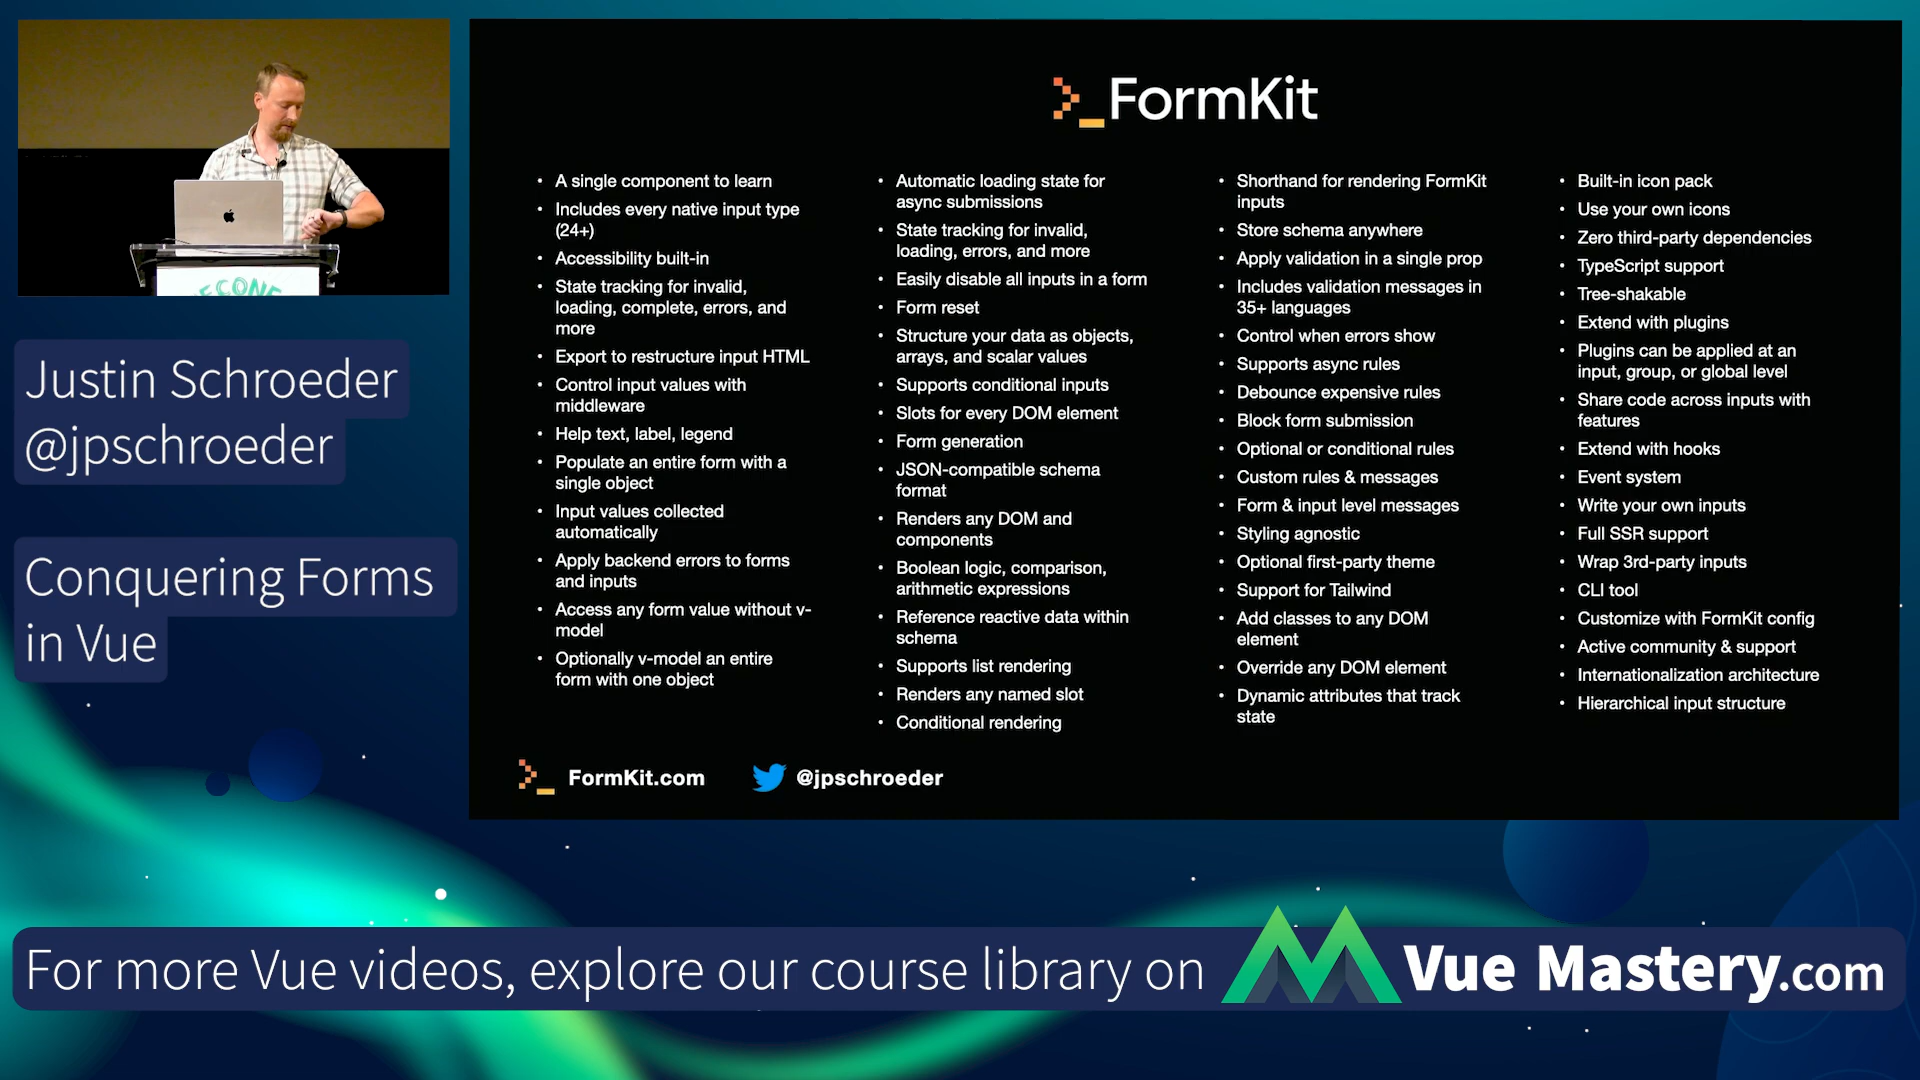 FormKit
• A single component to learn
• Includes every native input type
(24+)
• Accessibility built-in
• State tracking for invalid,
loading, complete, errors, and
more
• Export to restructure input HTML
• Control input values with
middleware
• Help text, label, legend
• Populate an entire form with a
single object
• Input values collected
automatically
• Apply backend errors to forms
and inputs
• Access any form value without v-
model
• Optionally v-model an entire
form with one object
• Automatic loading state for
async submissions
• State tracking for invalid,
loading, errors, and more
• Easily disable all inputs in a form
• Form reset
• Structure your data as objects,
arrays, and scalar values
• Supports conditional inputs
• Slots for every DOM element
• Form generation
• JSON-compatible schema
format
• Renders any DOM and
components
• Boolean logic, comparison,
arithmetic expressions
• Reference reactive data within
schema
• Supports list rendering
• Renders any named slot
• Conditional rendering
• Shorthand for rendering FormKit
inputs
• Store schema anywhere
• Apply validation in a single prop
• Includes validation messages in
35+ languages
• Control when errors show
• Supports async rules
• Debounce expensive rules
• Block form submission
• Optional or conditional rules
• Custom rules & messages
• Form & input level messages
• Styling agnostic
• Optional first-party theme
• Support for Tailwind
• Add classes to any DOM
element
• Override any DOM element
• Dynamic attributes that track
state
• Built-in icon pack
• Use your own icons
• Zero third-party dependencies
• TypeScript support
• Tree-shakable
• Extend with plugins
• Plugins can be applied at an
input, group, or global level
• Share code across inputs with
features
• Extend with hooks
• Event system
• Write your own inputs
• Full SSR support
• Wrap 3rd-party inputs
• CLI tool
• Customize with FormKit config
• Active community & support
• Internationalization architecture
• Hierarchical input structure
FormKit.com
@jpschroeder
Justin Schroeder
@jpschroeder
Conquering Forms
in Vue
For more Vue videos, explore our course library on
Vue Mastery.com